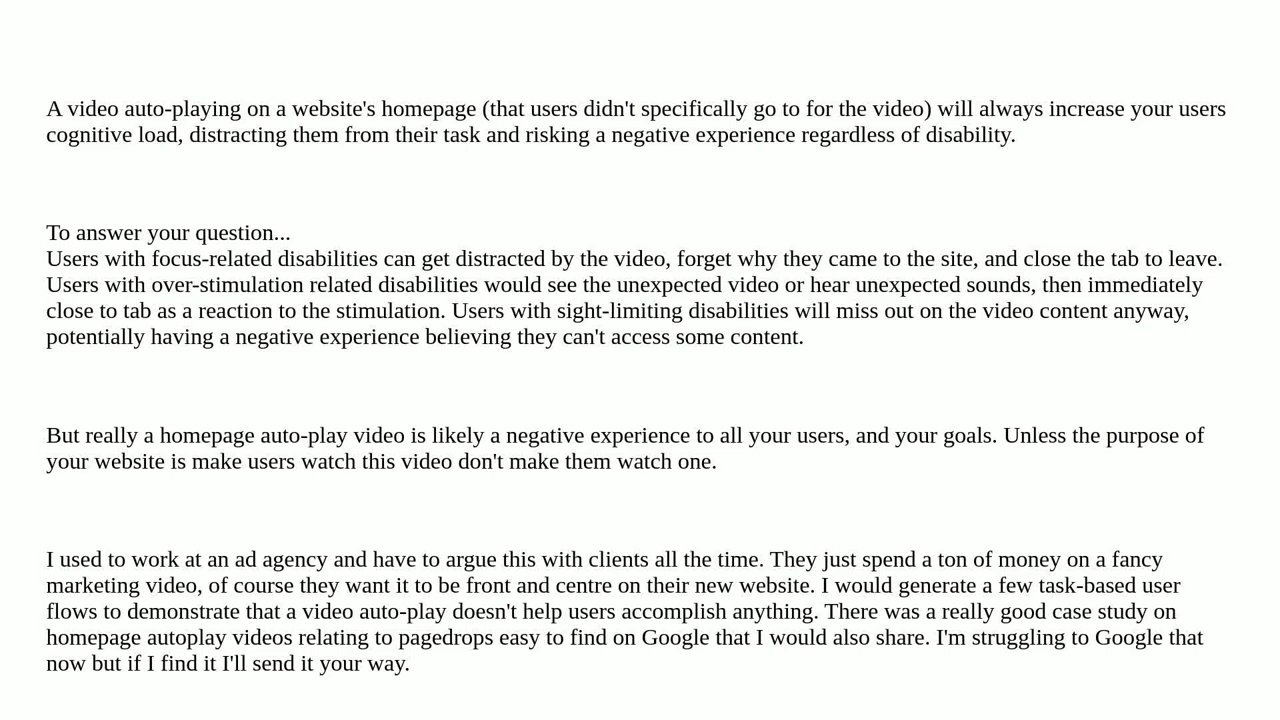 A video auto-playing on a website's homepage (that users didn't specifically go to for the video) will always increase your users
cognitive load, distracting them from their task and risking a negative experience regardless of disability.
To answer your question...
Users with focus-related disabilities can get distracted by the video, forget why they came to the site, and close the tab to leave.
Users with over-stimulation related disabilities would see the unexpected video or hear unexpected sounds, then immediately
close to tab as a reaction to the stimulation. Users with sight-limiting disabilities will miss out on the video content anyway,
potentially having a negative experience believing they can't access some content.
But really a homepage auto-play video is likely a negative experience to all your users, and your goals. Unless the purpose of
your website is make users watch this video don't make them watch one.
I used to work at an ad agency and have to argue this with clients all the time. They just spend a ton of money on a fancy
marketing video, of course they want it to be front and centre on their new website. I would generate a few task-based user
flows to demonstrate that a video auto-play doesn't help users accomplish anything. There was a really good case study on
homepage autoplay videos relating to pagedrops easy to find on Google that I would also share. I'm struggling to Google that
now but if I find it I'll send it your way.